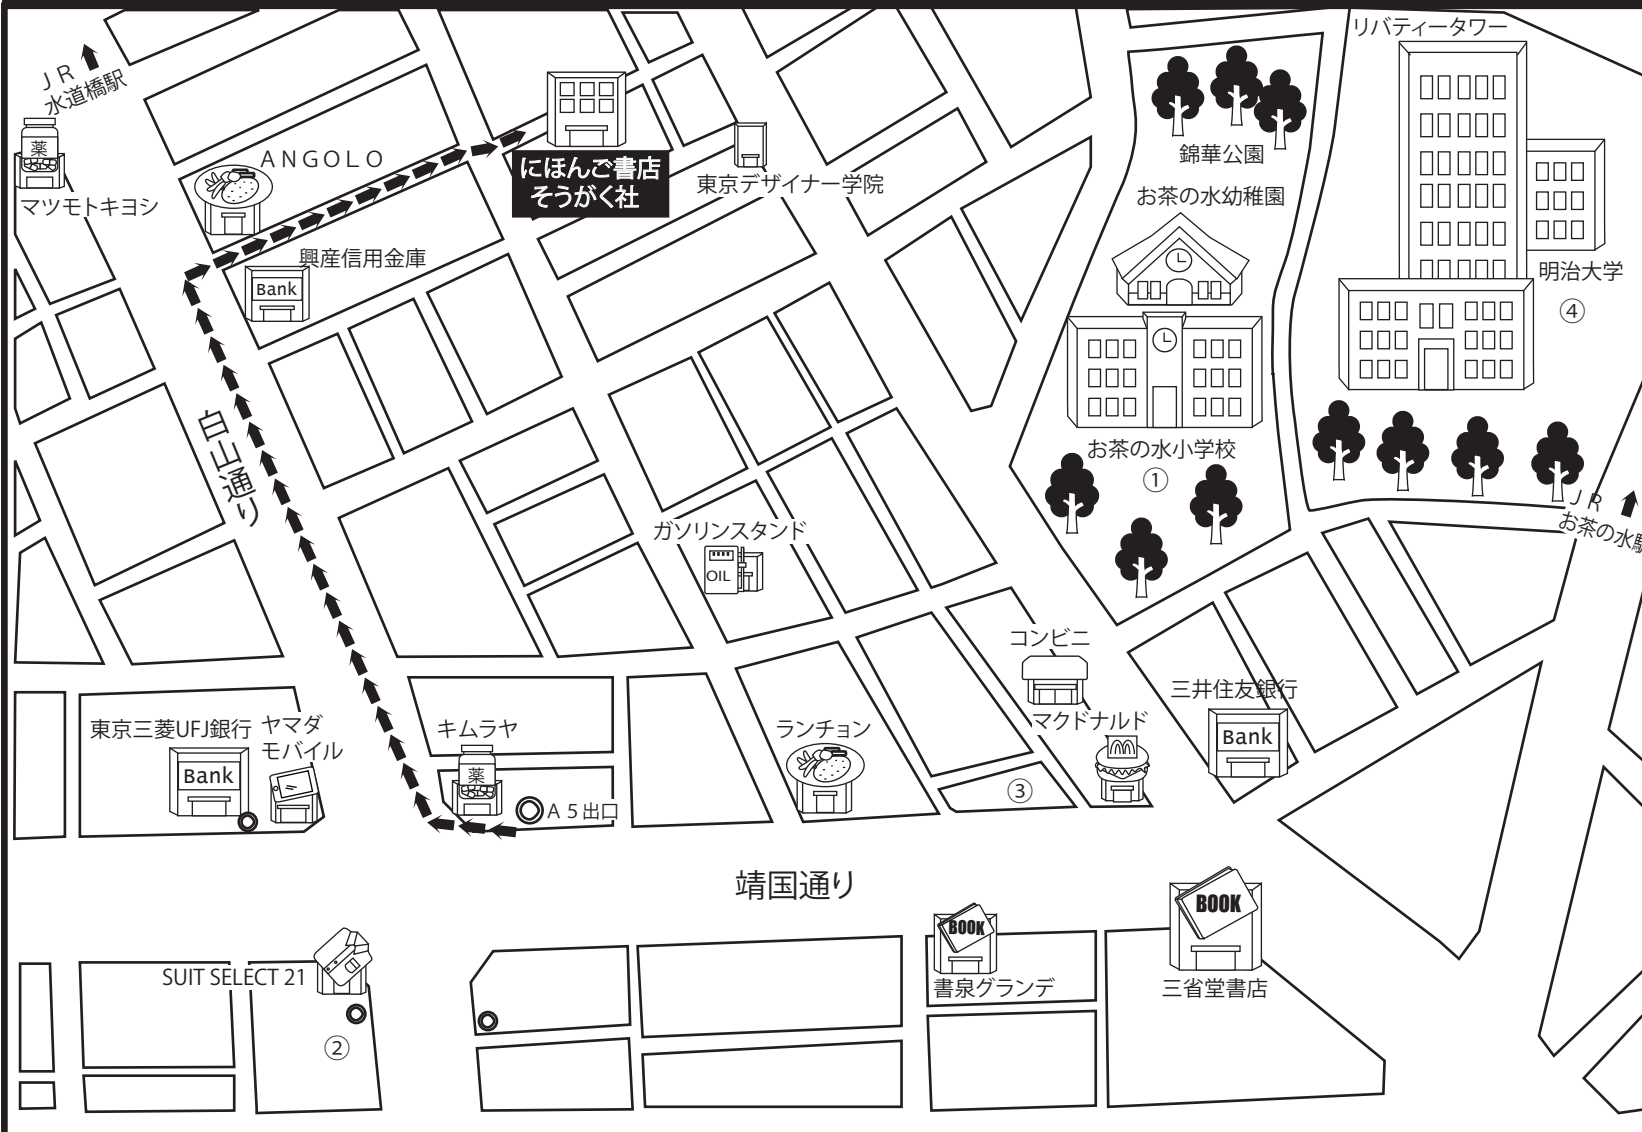 リバティータワー
ＪＲ
水道橋駅
薬
マツモトキヨシ
ＡＮＧＯＬＯ
にほんご書店
そうがく社
東京デザイナー学院
錦華公園
お茶の水幼稚園
興産信用金庫
Bank
明治大学
④
白山通り
お茶の水小学校
①
ＪＲ
お茶の水
ガソリンスタンド
OIL
コンビニ
三井住友銀行
Bank
マクドナルド
東京三菱UFJ銀行
Bank
ヤマダ
モバイル
キムラヤ
薬
Ａ５出口
ランチョン
③
靖国通り
BOOK
書泉グランデ
BOOK
三省堂書店
SUIT SELECT 21
②